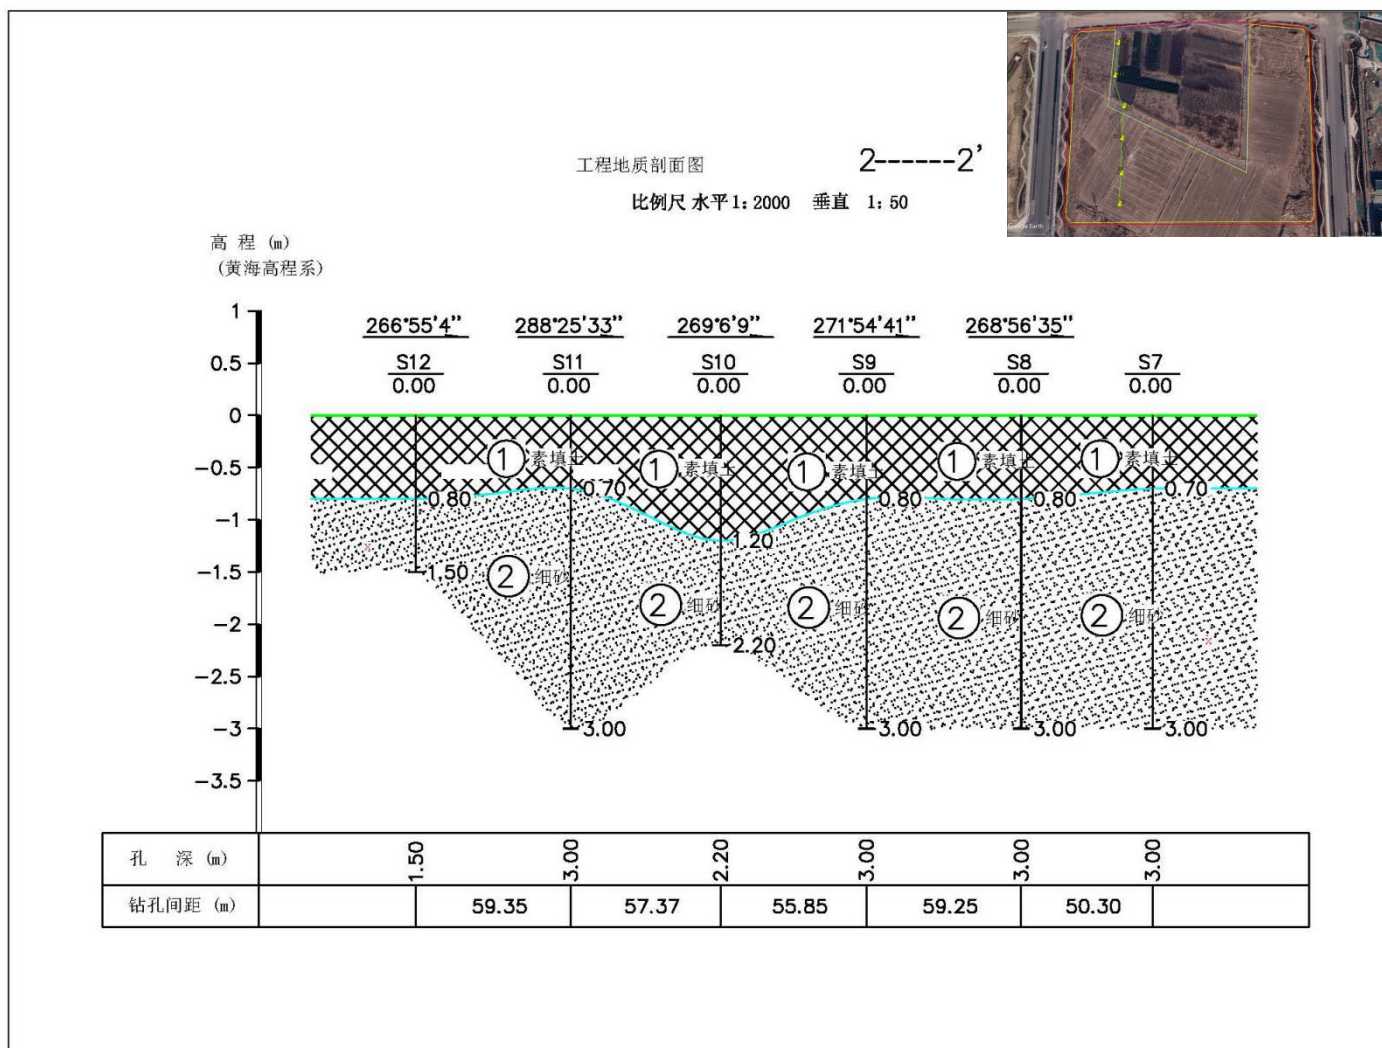 工程地质剖面图 2------2'
比例尺 水平1: 2000 垂直 1: 50
高 程 (m)
(黄海高程系)
266°55'4" 288°25'33" 269°6'9" 271°54'41" 268°56'35"
S12 S11 S10 S9 S8 S7
0.00 0.00 0.00 0.00 0.00 0.00
1
0.5
0
-0.5
-1
-1.5
-2
-2.5
-3
-3.5
1 素填土 1 素填土 1 素填土 1 素填土 1 素填土
0.80 0.70 1.20 0.80 0.80 0.70
2 细砂 2 细砂 2 细砂 2 细砂 2 细砂
1.50 3.00 2.20 3.00 3.00 3.00
孔 深 (m) 1.50 3.00 2.20 3.00 3.00 3.00
钻孔间距 (m) 59.35 57.37 55.85 59.25 50.30